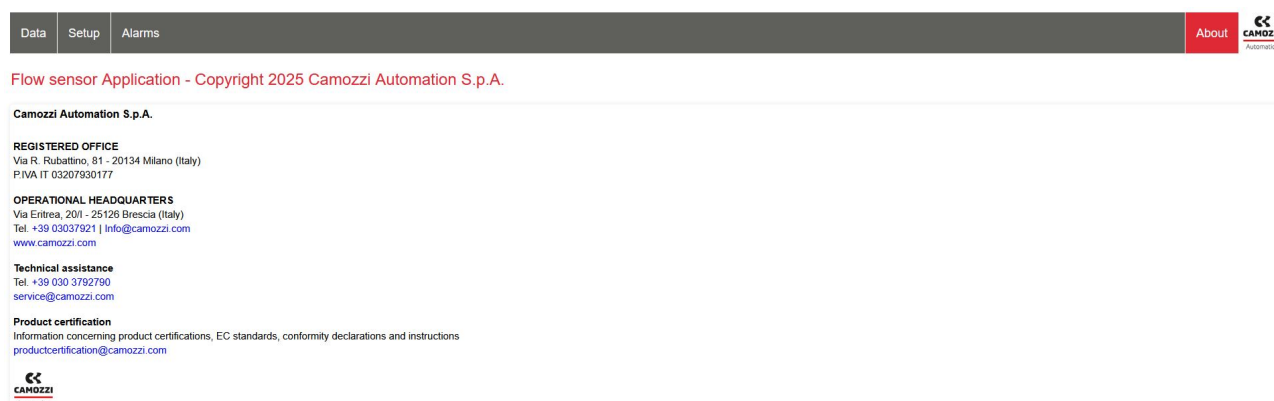 Data Setup Alarms About
CAMOZ
Automatio
Flow sensor Application - Copyright 2025 Camozzi Automation S.p.A.
Camozzi Automation S.p.A.
REGISTERED OFFICE
Via R. Rubattino, 81 - 20134 Milano (Italy)
P.IVA IT 03207930177
OPERATIONAL HEADQUARTERS
Via Eritrea, 20/I - 25126 Brescia (Italy)
Tel. +39 03037921 | Info@camozzi.com
www.camozzi.com
Technical assistance
Tel. +39 030 3792790
service@camozzi.com
Product certification
Information concerning product certifications, EC standards, conformity declarations and instructions
productcertification@camozzi.com
CAMOZZI